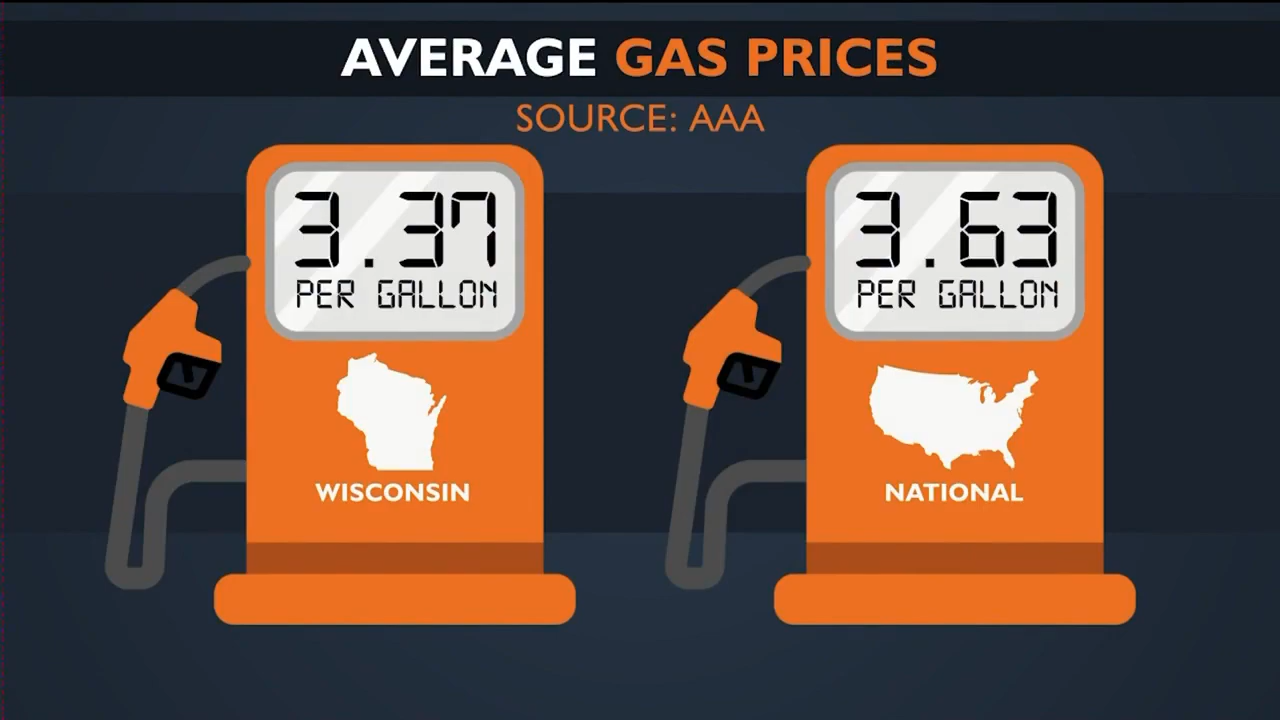 AVERAGE GAS PRICES
SOURCE: AAA
3.37
PER GALLON
WISCONSIN
3.63
PER GALLON
NATIONAL